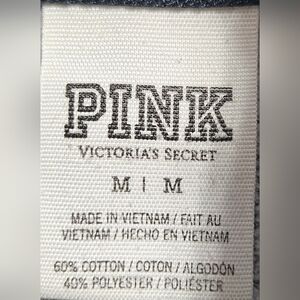 PINK
VICTORIA'S SECRET
M | M
MADE IN VIETNAM / FAIT AU
VIETNAM / HECHO EN VIETNAM
60% COTTON / COTON / ALGODÓN
40% POLYESTER / POLIÉSTER